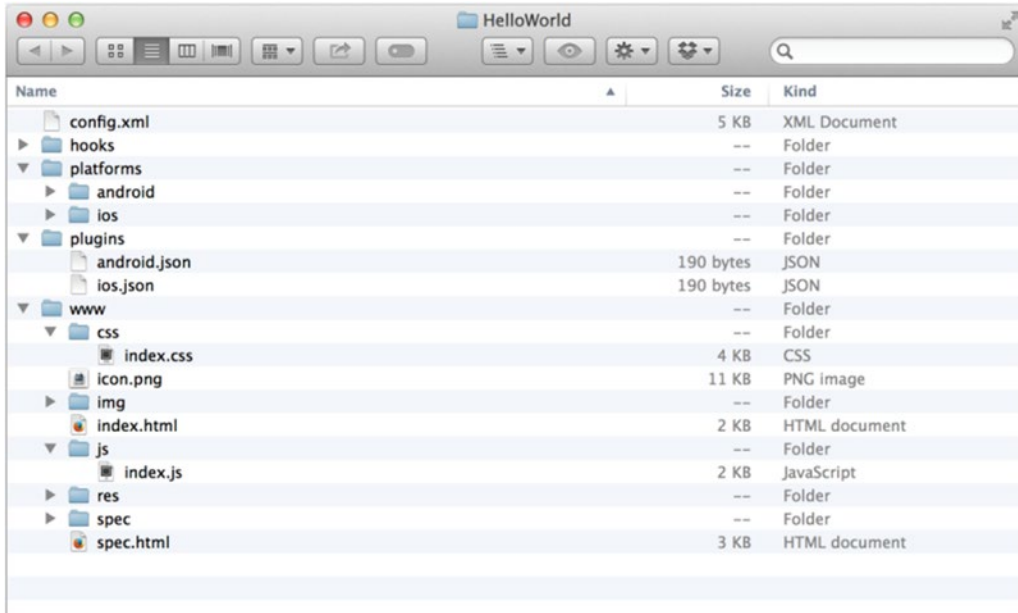 HelloWorld
Name Size Kind
config.xml 5 KB XML Document
hooks -- Folder
platforms -- Folder
android -- Folder
ios -- Folder
plugins -- Folder
android.json 190 bytes JSON
ios.json 190 bytes JSON
www -- Folder
css -- Folder
index.css 4 KB CSS
icon.png 11 KB PNG image
img -- Folder
index.html 2 KB HTML document
js -- Folder
index.js 2 KB JavaScript
res -- Folder
spec -- Folder
spec.html 3 KB HTML document